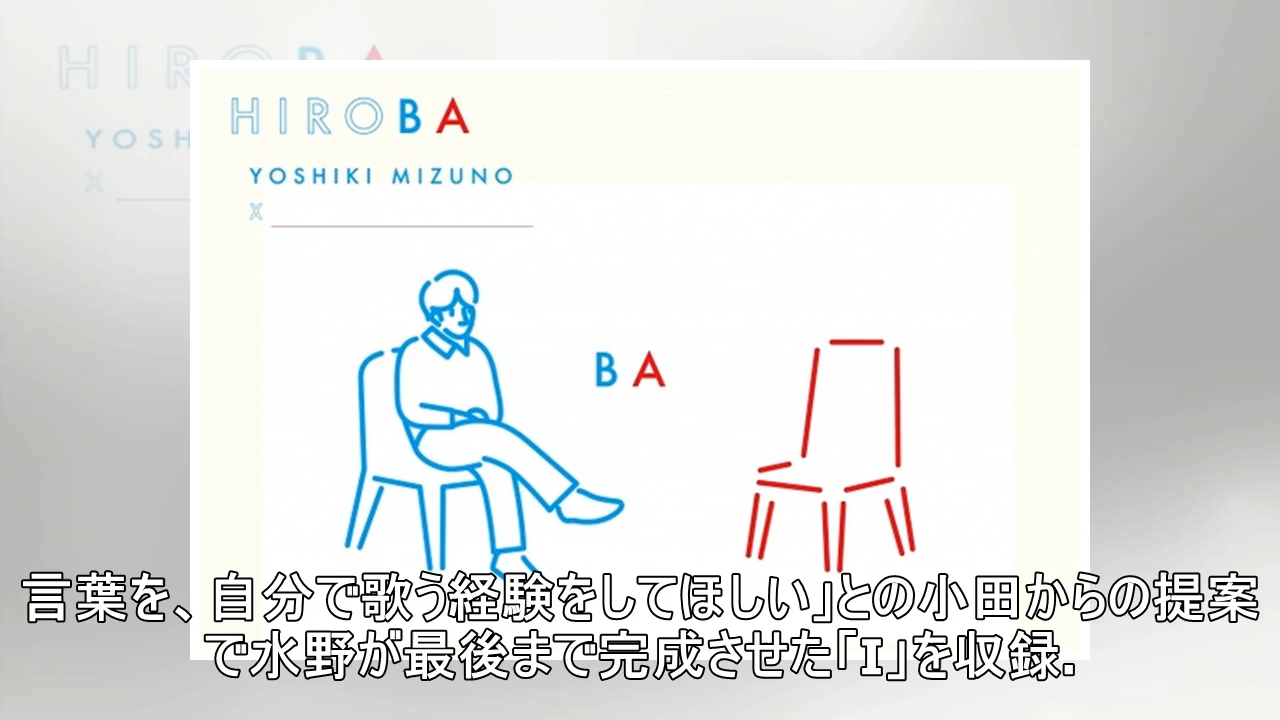 HIROBA
HIROBA
YOSHIKI MIZUNO
YOSH
X
X
BA
言葉を、自分で歌う経験をしてほしい」との小田からの提案
で水野が最後まで完成させた「I」を収録.